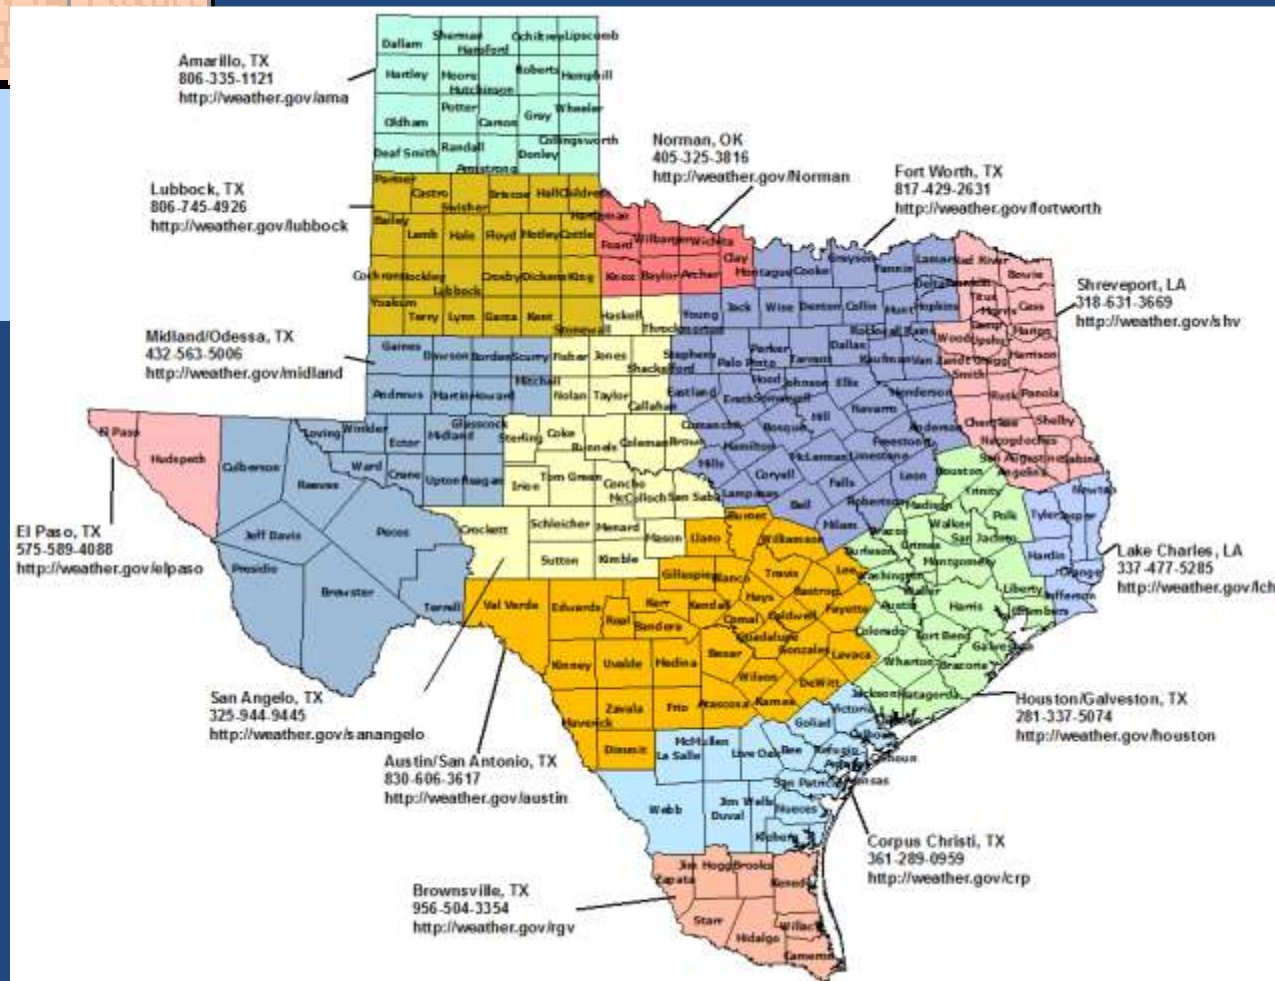 Amarillo, TX
806-335-1121
http://weather.gov/ama
Lubbock, TX
806-745-4926
http://weather.gov/lubbock
Midland/Odessa, TX
432-563-5006
http://weather.gov/midland
El Paso, TX
575-589-4088
http://weather.gov/elpaso
San Angelo, TX
325-944-9445
http://weather.gov/sanangelo
Austin/San Antonio, TX
830-606-3617
http://weather.gov/austin
Brownsville, TX
956-504-3354
http://weather.gov/rgv
Norman, OK
405-325-3816
http://weather.gov/Norman
Fort Worth, TX
817-429-2631
http://weather.gov/fortworth
Shreveport, LA
318-631-3669
http://weather.gov/shv
Lake Charles, LA
337-477-5285
http://weather.gov/lch
Houston/Galveston, TX
281-337-5074
http://weather.gov/houston
Corpus Christi, TX
361-289-0959
http://weather.gov/crp
Dallam Sherman Hansford Ochiltree Lipscomb
Hartley Moore Hutchinson Roberts Hemphill
Oldham Potter Carson Gray Wheeler
Deaf Smith Randall Armstrong Donley Collingsworth
Parmer Castro Swisher Briscoe Hall Childress
Bailey Lamb Hale Floyd Motley Cottle
Cochran Hockley Lubbock Crosby Dickens King
Yoakum Terry Lynn Garza Kent Stonewall
Hardeman Foard Wilbarger Wichita Clay
Knox Baylor Archer
Montague Cooke Grayson Fannin Lamar Red River Bowie
Haskell Throckmorton Young Jack Wise Denton Collin Hunt Delta Hopkins Franklin Titus Morris Cass
Rockwall Rains Wood Camp Upshur Marion
Gaines Dawson Borden Scurry Fisher Jones Shackelford Stephens Palo Pinto Parker Tarrant Dallas Kaufman Van Zandt Gregg Harrison
Andrews Martin Howard Mitchell Nolan Taylor Callahan Eastland Erath Hood Somervell Johnson Ellis Henderson Smith Rusk Panola
El Paso Hudspeth Culberson Loving Winkler Ector Midland Glasscock Sterling Coke Runnels Coleman Brown Comanche Hamilton Bosque Hill Navarro Freestone Anderson Cherokee Nacogdoches Shelby
Reeves Ward Crane Upton Reagan Irion Tom Green Concho McCulloch San Saba Mills Lampasas Coryell McLennan Limestone Falls Leon Houston Angelina San Augustine Sabine
Jeff Davis Pecos Crockett Schleicher Menard Mason Llano Burnet Bell Milam Robertson Madison Trinity Polk Tyler Jasper Newton
Presidio Brewster Terrell Sutton Kimble Gillespie Blanco Williamson Travis Lee Burleson Brazos Grimes Walker San Jacinto Montgomery Hardin Orange
Val Verde Edwards Real Kerr Bandera Kendall Comal Hays Caldwell Bastrop Fayette Washington Austin Waller Harris Liberty Chambers Jefferson
Kinney Uvalde Medina Bexar Guadalupe Wilson Gonzales Lavaca Colorado Fort Bend Galveston
Maverick Zavala Frio Atascosa Karnes DeWitt Wharton Brazoria Jackson Matagorda
Dimmit La Salle McMullen Live Oak Bee Goliad Victoria Refugio Calhoun Calhoun
Webb Duval Jim Wells San Patricio Aransas Nueces Kleberg
Zapata Jim Hogg Brooks Kenedy
Starr Hidalgo Willacy Cameron